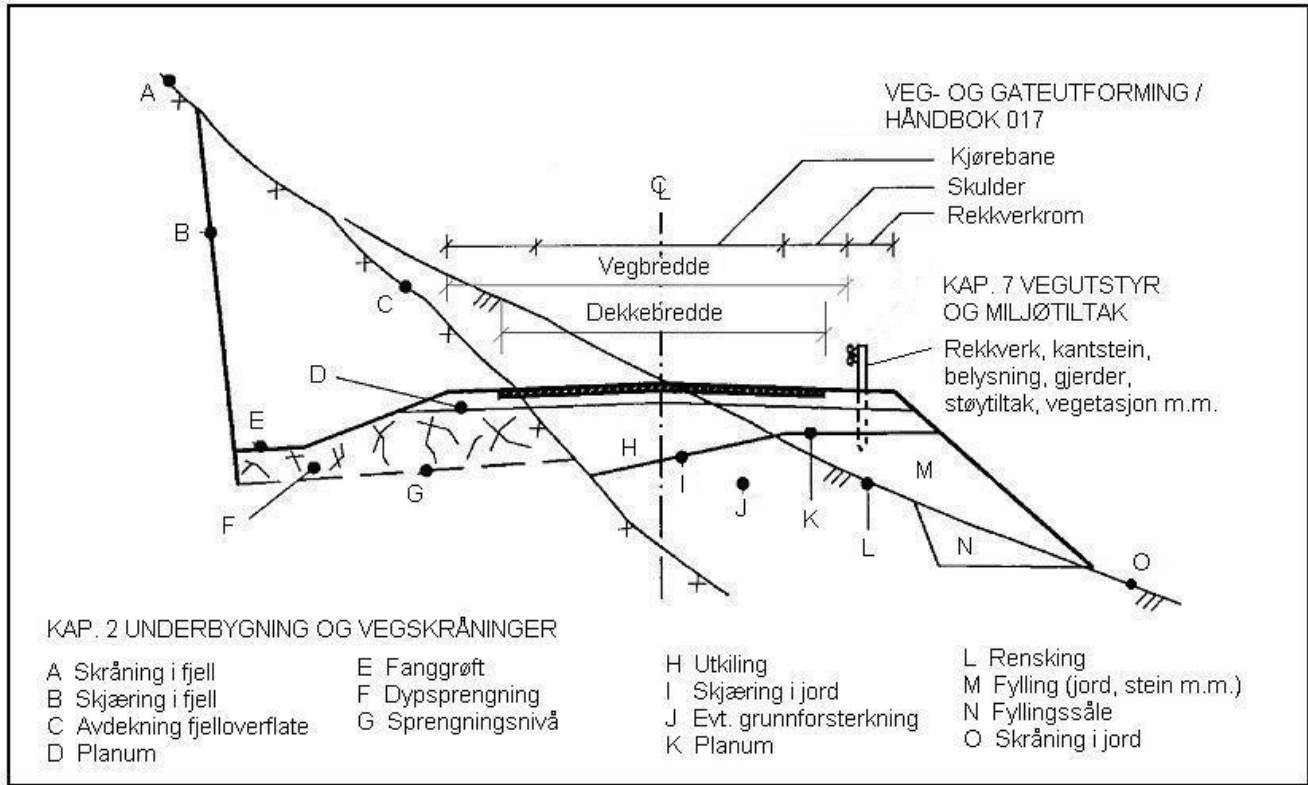 VEG- OG GATEUTFORMING /
HÅNDBOK 017
Kjørebane
Skulder
Rekkverkrom
A
B
C
CL
Vegbredde
Dekkebredde
KAP. 7 VEGUTSTYR
OG MILJØTILTAK
Rekkverk, kantstein,
belysning, gjerder,
støytiltak, vegetasjon m.m.
D
E
F
G
H
I
J
K
L
M
N
O
KAP. 2 UNDERBYGNING OG VEGSKRÅNINGER
A Skråning i fjell
B Skjæring i fjell
C Avdekning fjelloverflate
D Planum
E Fanggrøft
F Dypsprengning
G Sprengningsnivå
H Utkiling
I Skjæring i jord
J Evt. grunnforsterkning
K Planum
L Rensking
M Fylling (jord, stein m.m.)
N Fyllingssåle
O Skråning i jord